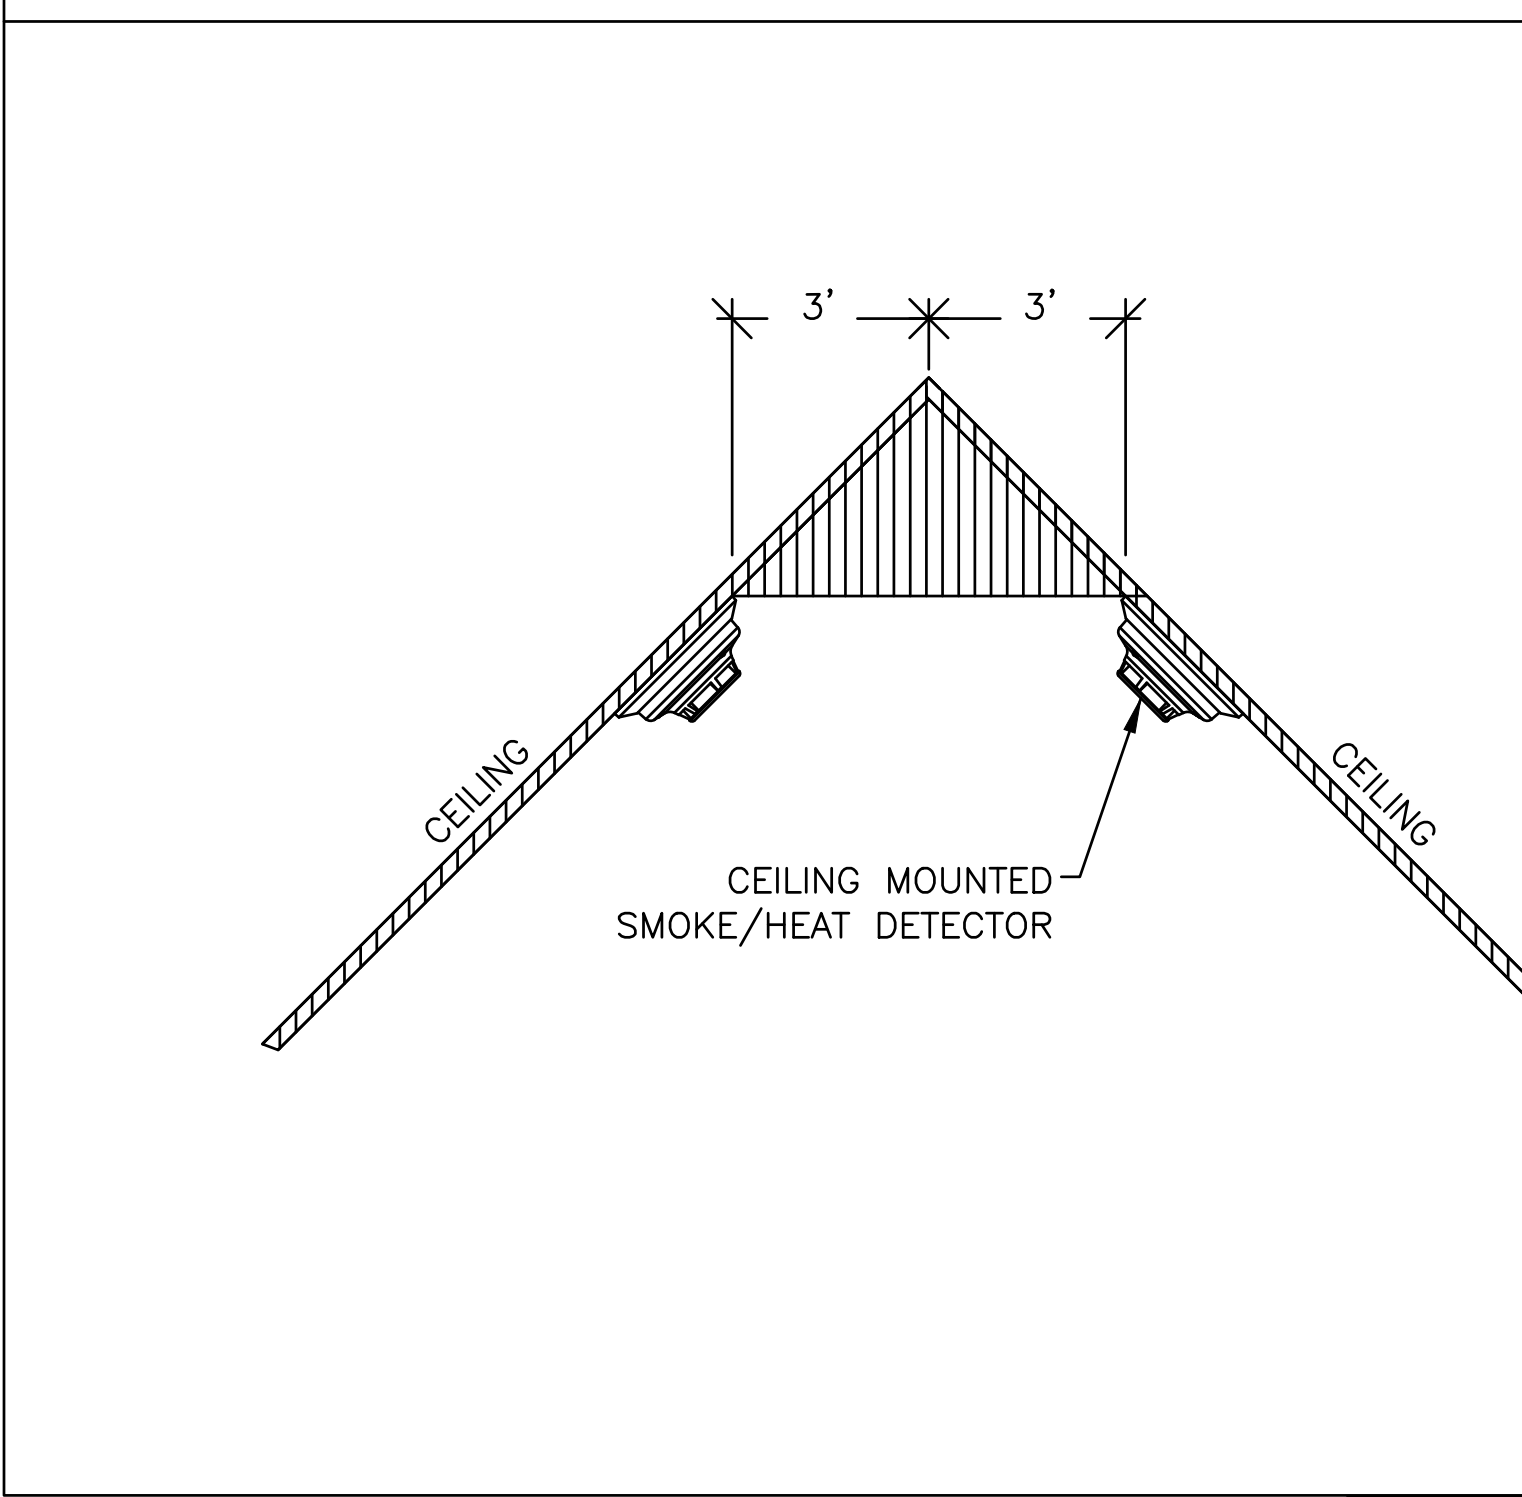 3' 3'
CEILING
CEILING
CEILING MOUNTED
SMOKE/HEAT DETECTOR